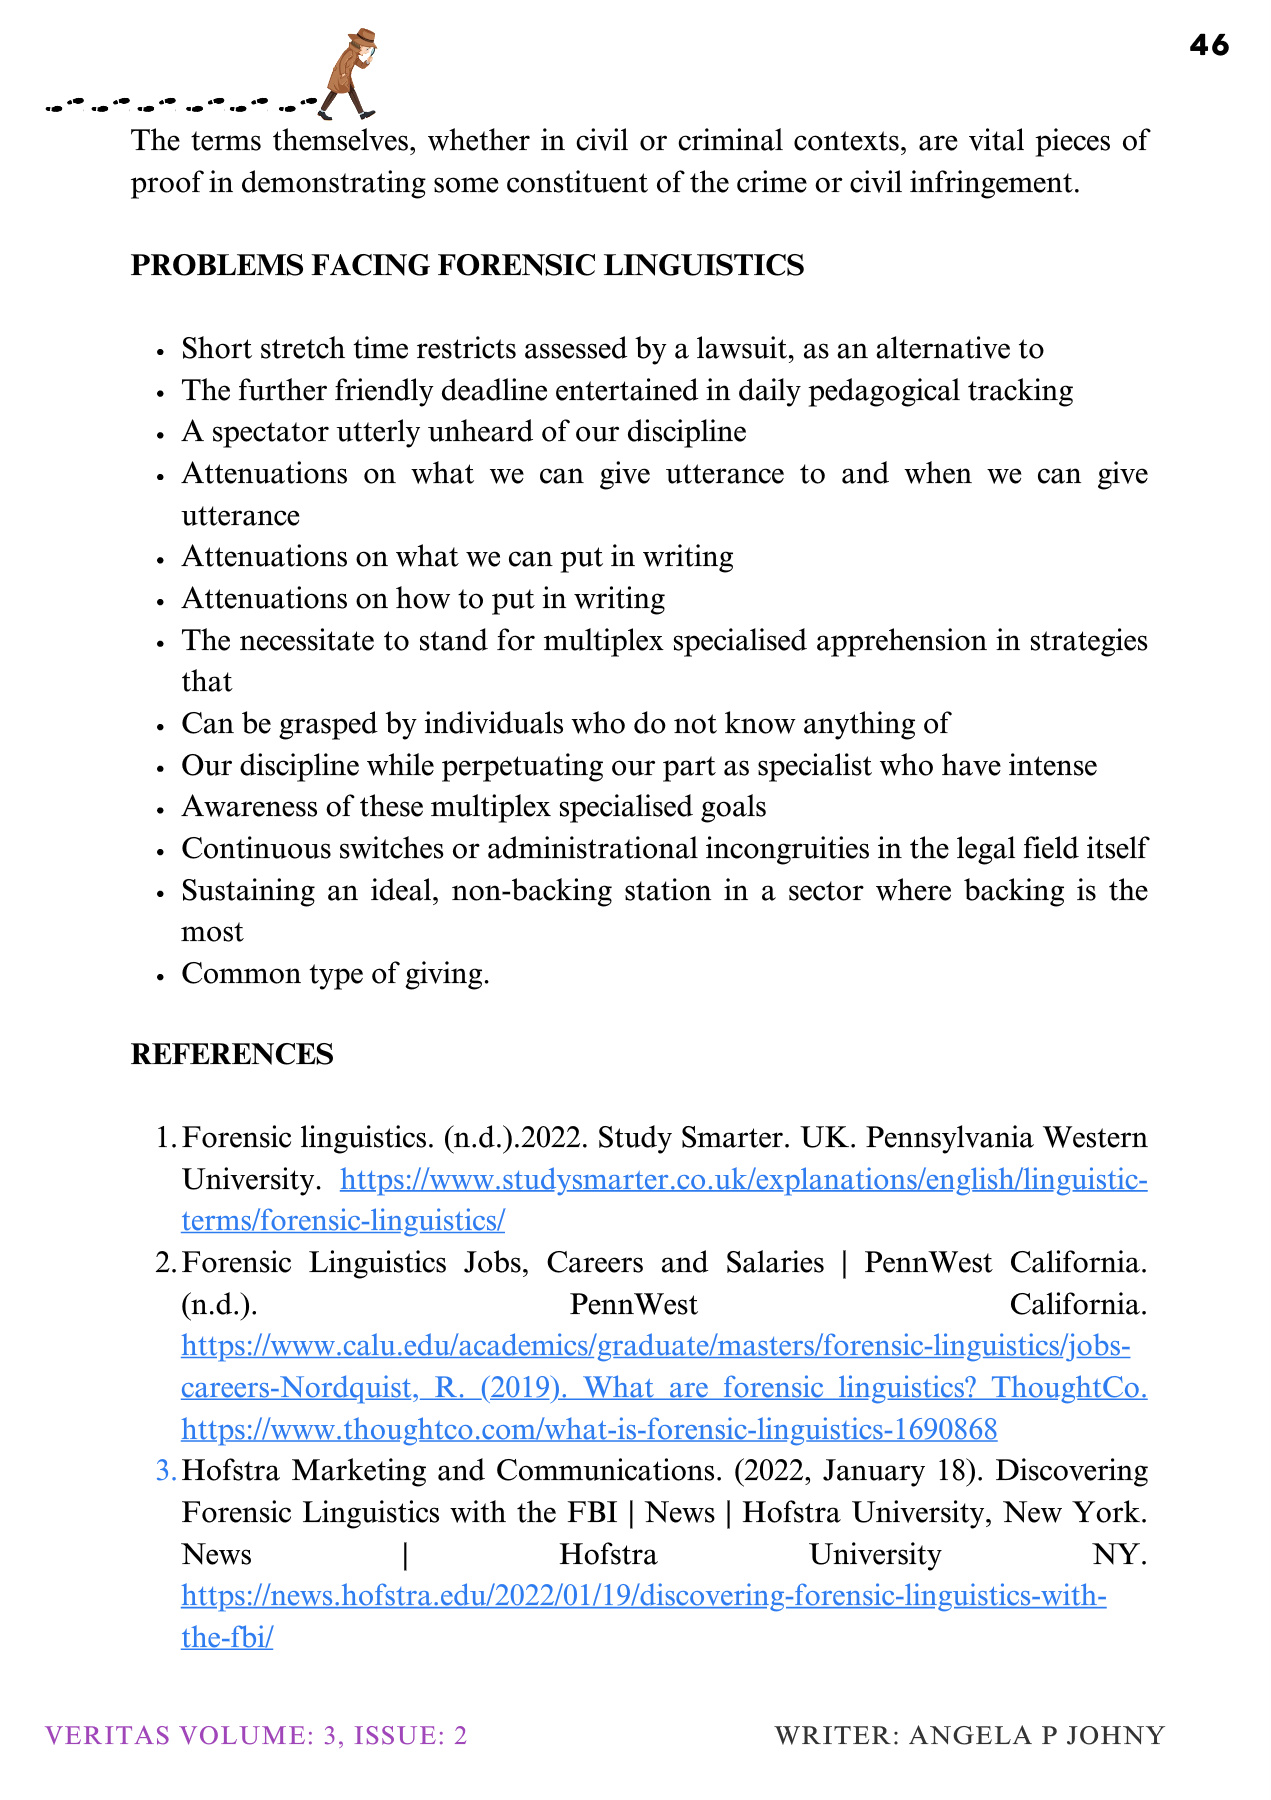 46
The terms themselves, whether in civil or criminal contexts, are vital pieces of
proof in demonstrating some constituent of the crime or civil infringement.
PROBLEMS FACING FORENSIC LINGUISTICS
• Short stretch time restricts assessed by a lawsuit, as an alternative to
• The further friendly deadline entertained in daily pedagogical tracking
• A spectator utterly unheard of our discipline
• Attenuations on what we can give utterance to and when we can give
utterance
• Attenuations on what we can put in writing
• Attenuations on how to put in writing
• The necessitate to stand for multiplex specialised apprehension in strategies
that
• Can be grasped by individuals who do not know anything of
• Our discipline while perpetuating our part as specialist who have intense
• Awareness of these multiplex specialised goals
• Continuous switches or administrational incongruities in the legal field itself
• Sustaining an ideal, non-backing station in a sector where backing is the
most
• Common type of giving.
REFERENCES
1. Forensic linguistics. (n.d.).2022. Study Smarter. UK. Pennsylvania Western
University. https://www.studysmarter.co.uk/explanations/english/linguistic-
terms/forensic-linguistics/
2. Forensic Linguistics Jobs, Careers and Salaries | PennWest California.
(n.d.). PennWest California.
https://www.calu.edu/academics/graduate/masters/forensic-linguistics/jobs-
careers-Nordquist, R. (2019). What are forensic linguistics? ThoughtCo.
https://www.thoughtco.com/what-is-forensic-linguistics-1690868
3. Hofstra Marketing and Communications. (2022, January 18). Discovering
Forensic Linguistics with the FBI | News | Hofstra University, New York.
News | Hofstra University NY.
https://news.hofstra.edu/2022/01/19/discovering-forensic-linguistics-with-
the-fbi/
VERITAS VOLUME: 3, ISSUE: 2
WRITER: ANGELA P JOHNY